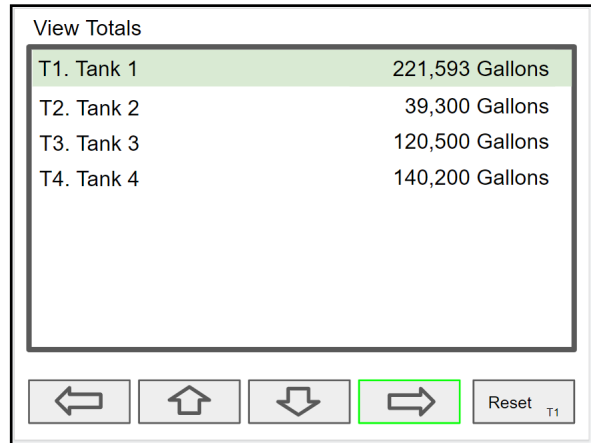 View Totals
T1. Tank 1 221,593 Gallons
T2. Tank 2 39,300 Gallons
T3. Tank 3 120,500 Gallons
T4. Tank 4 140,200 Gallons
Reset T1